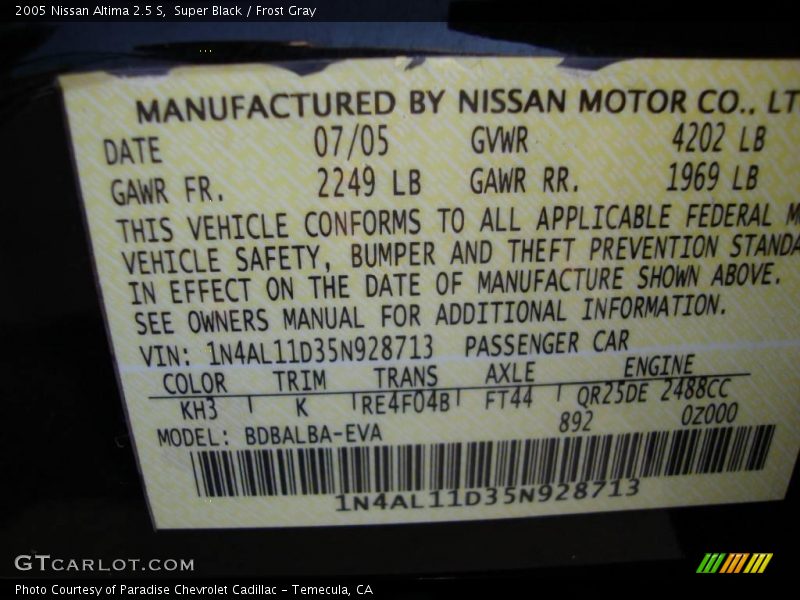 2005 Nissan Altima 2.5 S, Super Black / Frost Gray
MANUFACTURED BY NISSAN MOTOR CO., LT
DATE 07/05 GVWR 4202 LB
GAWR FR. 2249 LB GAWR RR. 1969 LB
THIS VEHICLE CONFORMS TO ALL APPLICABLE FEDERAL M
VEHICLE SAFETY, BUMPER AND THEFT PREVENTION STANDA
IN EFFECT ON THE DATE OF MANUFACTURE SHOWN ABOVE.
SEE OWNERS MANUAL FOR ADDITIONAL INFORMATION.
VIN: 1N4AL11D35N928713 PASSENGER CAR
COLOR TRIM TRANS AXLE ENGINE
KH3 K RE4F04B FT44 QR25DE 2488CC
892 0Z000
MODEL: BDBALBA-EVA
1N4AL11D35N928713
GTCARLOT.COM
Photo Courtesy of Paradise Chevrolet Cadillac - Temecula, CA